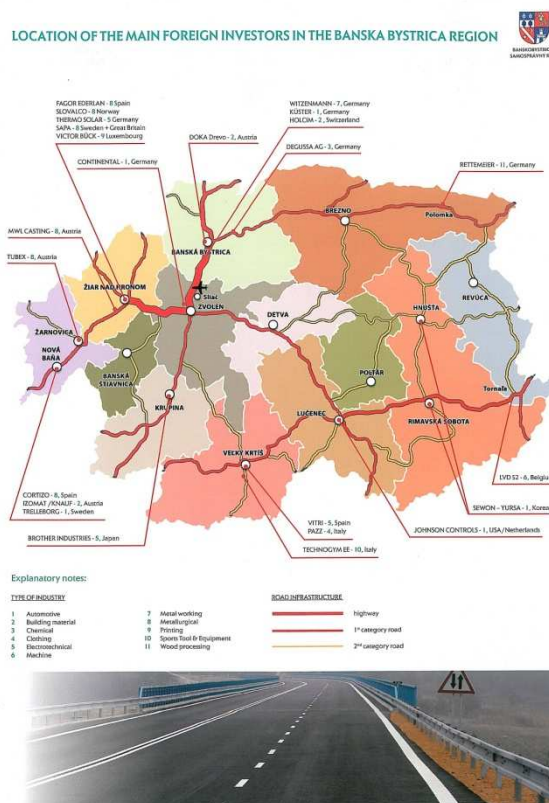 LOCATION OF THE MAIN FOREIGN INVESTORS IN THE BANSKA BYSTRICA REGION
BANSKOBYSTRICKÝ
SAMOSPRÁVNY KRAJ
FAGOR EDERLAN - 8 Spain
SLOVALCO - 8 Norway
THERMO SOLAR - 5 Germany
SAPA - 8 Sweden + Great Britain
VICTOR BÜCK - 9 Luxembourg
CONTINENTAL - 1, Germany
DOKA Drevo - 2, Austria
WITZENMANN - 7, Germany
KÜSTER - 1, Germany
HOLCIM - 2, Switzerland
DEGUSSA AG - 3, Germany
RETTEMEIER - 11, Germany
MWL CASTING - 8, Austria
TUBEX - 8, Austria
BREZNO
Polomka
BANSKÁ BYSTRICA
ŽIAR NAD HRONOM
Sliač
ZVOLEN
REVÚCA
HNÚŠŤA
DETVA
ŽARNOVICA
NOVÁ
BAŇA
BANSKÁ
ŠTIAVNICA
POLTÁR
Tornaľa
KRUPINA
LUČENEC
RIMAVSKÁ SOBOTA
VEĽKÝ KRTÍŠ
LVD S2 - 6, Belgiu
CORTIZO - 8, Spain
IZOMAT /KNAUF - 2, Austria
TRELLEBORG - 1, Sweden
SEWON - YURSA - 1, Korea
VITRI - 5, Spain
PAZZ - 4, Italy
JOHNSON CONTROLS - 1, USA/Netherlands
BROTHER INDUSTRIES - 5, Japan
TECHNOGYM EE - 10, Italy
Explanatory notes:
TYPE OF INDUSTRY
1 Automotive
2 Building material
3 Chemical
4 Clothing
5 Electrotechnical
6 Machine
7 Metal working
8 Metallurgical
9 Printing
10 Sports Tool & Equipment
11 Wood processing
ROAD INFRASTRUCTURE
highway
1st category road
2nd category road